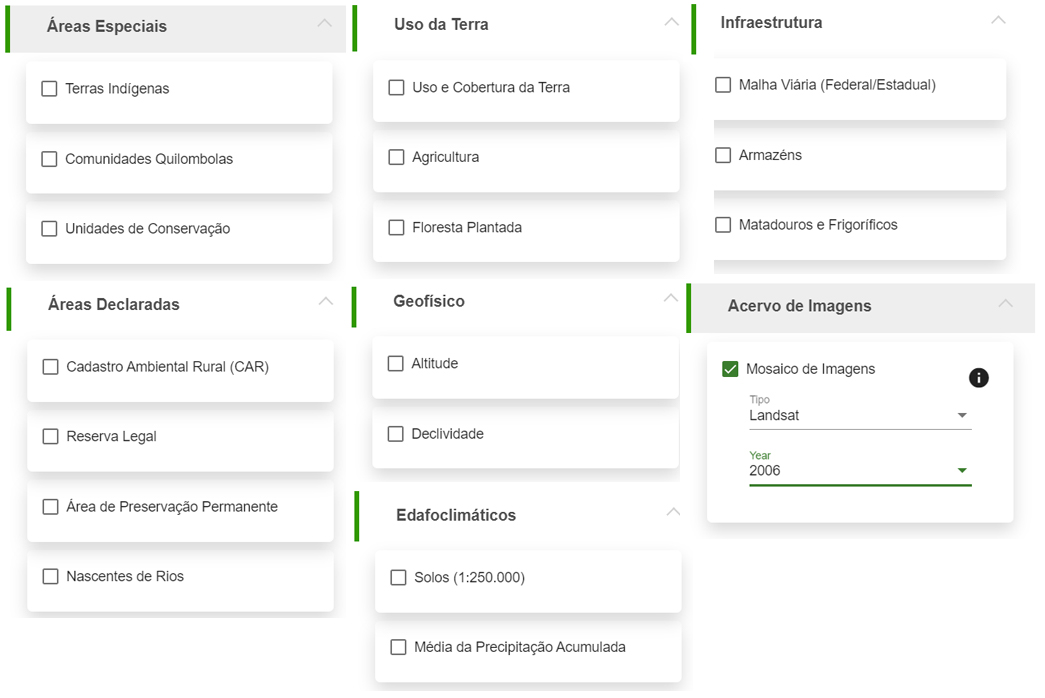 Áreas Especiais
Terras Indígenas
Comunidades Quilombolas
Unidades de Conservação
Áreas Declaradas
Cadastro Ambiental Rural (CAR)
Reserva Legal
Área de Preservação Permanente
Nascentes de Rios
Uso da Terra
Uso e Cobertura da Terra
Agricultura
Floresta Plantada
Geofísico
Altitude
Declividade
Edafoclimáticos
Solos (1:250.000)
Média da Precipitação Acumulada
Infraestrutura
Malha Viária (Federal/Estadual)
Armazéns
Matadouros e Frigoríficos
Acervo de Imagens
Mosaico de Imagens
Tipo
Landsat
Year
2006